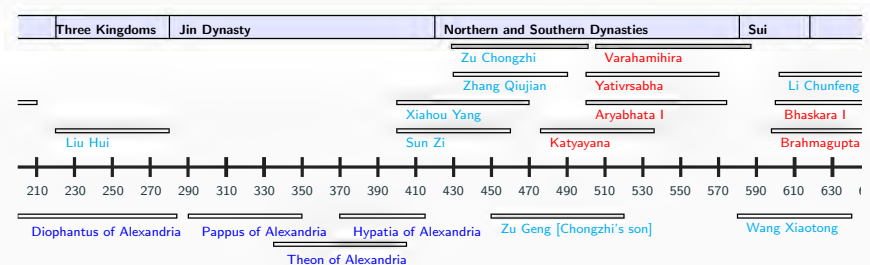 Three Kingdoms Jin Dynasty Northern and Southern Dynasties Sui
Zu Chongzhi Varahamihira
Zhang Qiujian Yativrsabha Li Chunfeng
Xiahou Yang Aryabhata I Bhaskara I
Liu Hui Sun Zi Katyayana Brahmagupta
210 230 250 270 290 310 330 350 370 390 410 430 450 470 490 510 530 550 570 590 610 630 6
Diophantus of Alexandria Pappus of Alexandria Hypatia of Alexandria Zu Geng [Chongzhi's son] Wang Xiaotong
Theon of Alexandria